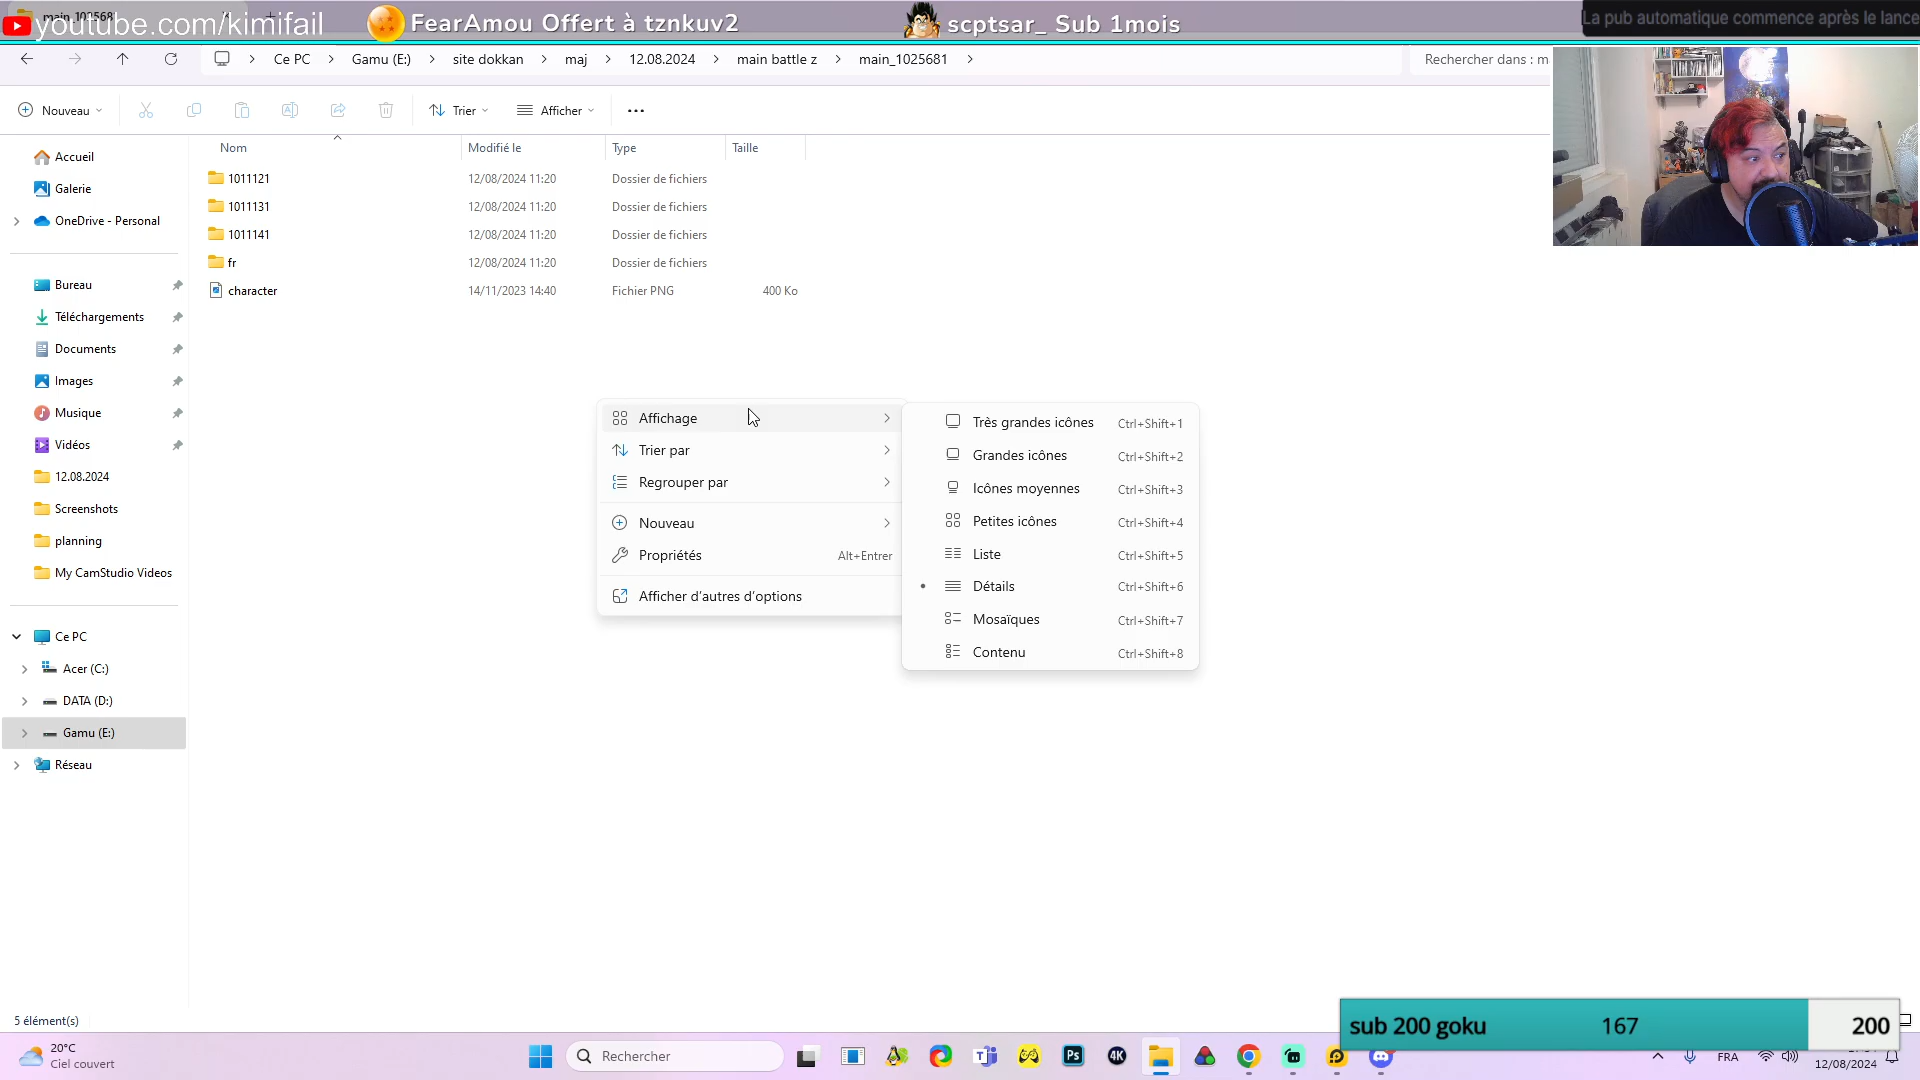 youtube.com/kimifail
FearAmou Offert à tznkuv2
scptsar_ Sub 1mois
La pub automatique commence après le lance
Ce PC
Gamu (E:)
site dokkan
maj
12.08.2024
main battle z
main_1025681
Rechercher dans : m
Nouveau
Trier
Afficher
Nom
Modifié le
Type
Taille
1011121 12/08/2024 11:20 Dossier de fichiers
1011131 12/08/2024 11:20 Dossier de fichiers
1011141 12/08/2024 11:20 Dossier de fichiers
fr 12/08/2024 11:20 Dossier de fichiers
character 14/11/2023 14:40 Fichier PNG 400 Ko
Accueil
Galerie
OneDrive - Personal
Bureau
Téléchargements
Documents
Images
Musique
Vidéos
12.08.2024
Screenshots
planning
My CamStudio Videos
Ce PC
Acer (C:)
DATA (D:)
Gamu (E:)
Réseau
Affichage
Trier par
Regrouper par
Nouveau
Propriétés Alt+Entrer
Afficher d'autres d'options
Très grandes icônes Ctrl+Shift+1
Grandes icônes Ctrl+Shift+2
Icônes moyennes Ctrl+Shift+3
Petites icônes Ctrl+Shift+4
Liste Ctrl+Shift+5
Détails Ctrl+Shift+6
Mosaïques Ctrl+Shift+7
Contenu Ctrl+Shift+8
5 élément(s)
sub 200 goku 167 200
20°C
Ciel couvert
Rechercher
Ps
4K
FRA
12/08/2024